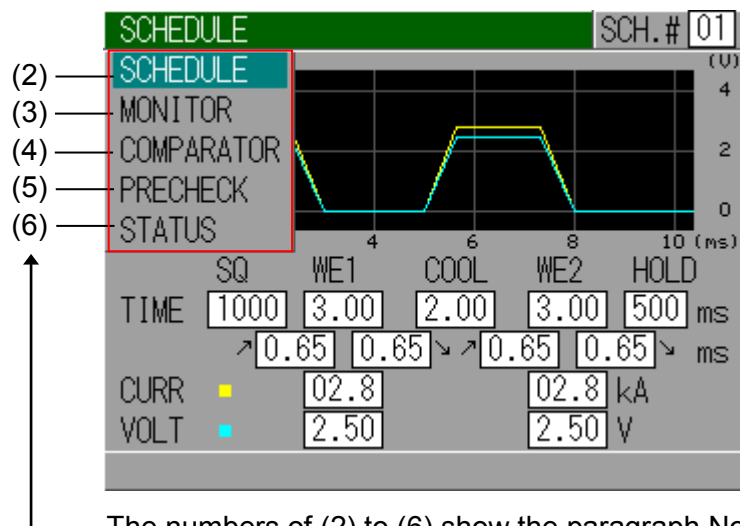 SCHEDULE SCH.# 01
(2) SCHEDULE (V)
(3) MONITOR 4
(4) COMPARATOR 2
(5) PRECHECK 0
(6) STATUS 4 6 8 10 (ms)
SQ WE1 COOL WE2 HOLD
TIME 1000 3.00 2.00 3.00 500 ms
↗ 0.65 0.65 ↘ ↗ 0.65 0.65 ↘ ms
CURR 02.8 02.8 kA
VOLT 2.50 2.50 V
The numbers of (2) to (6) show the paragraph No